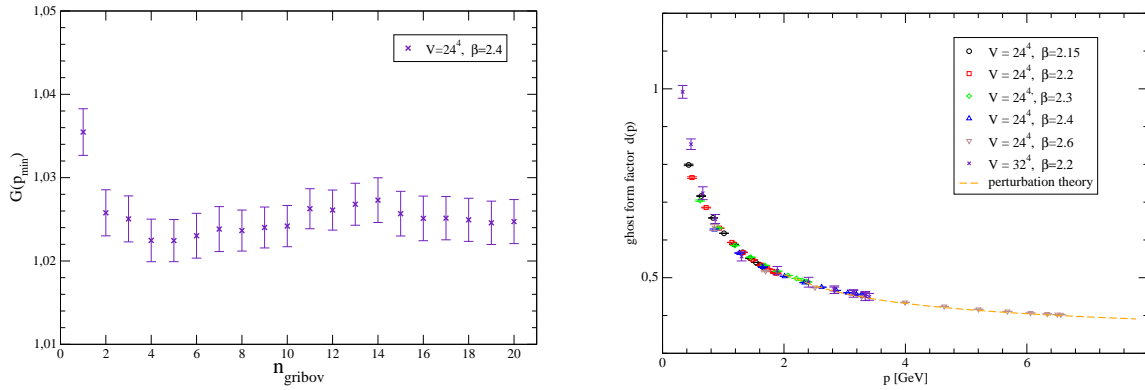 1,05
1,04
1,03
1,02
1,01
G(p_min)
0 2 4 6 8 10 12 14 16 18 20
n_gribov
V=24^4, β=2.4
1
0,5
ghost form factor d(p)
0 2 4 6
p [GeV]
V = 24^4, β=2.15
V = 24^4, β=2.2
V = 24^4, β=2.3
V = 24^4, β=2.4
V = 24^4, β=2.6
V = 32^4, β=2.2
perturbation theory